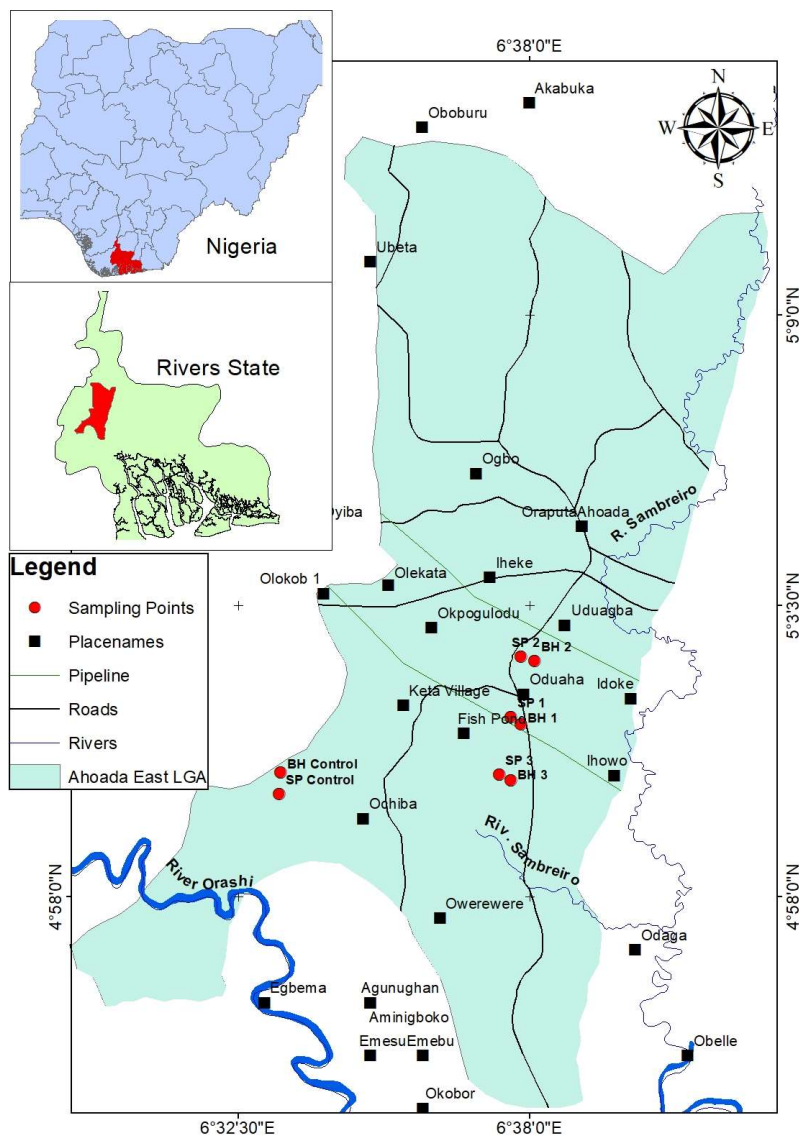 6°38'0"E
N
W
E
S
Nigeria
Rivers State
Akabuka
Oboburu
Ubeta
5°9'0"N
Ogbo
OraputaAhoada
R. Sambreiro
Olokob 1
Olekata
Iheke
Okpogulodu
Uduagba
5°3'30"N
SP 2
BH 2
Oduaha
Idoke
Keta Village
SP 1
BH 1
Fish Pond
SP 3
BH 3
Ihowo
BH Control
SP Control
Ochiba
Riv. Sambreiro
River Orashi
4°58'0"N
4°58'0"N
Owerewere
Odaga
Egbema
Agunughan
Aminigboko
EmesuEmebu
Obelle
Okobor
6°32'30"E
6°38'0"E
Legend
Sampling Points
Placenames
Pipeline
Roads
Rivers
Ahoada East LGA